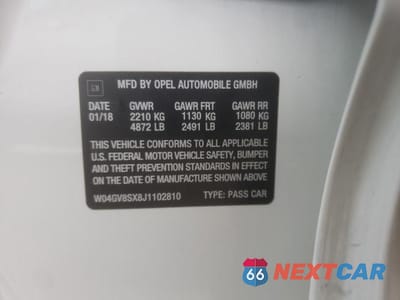 GM
MFD BY OPEL AUTOMOBILE GMBH
DATE GVWR GAWR FRT GAWR RR
01/18 2210 KG 1130 KG 1080 KG
4872 LB 2491 LB 2381 LB
THIS VEHICLE CONFORMS TO ALL APPLICABLE
U.S. FEDERAL MOTOR VEHICLE SAFETY, BUMPER
AND THEFT PREVENTION STANDARDS IN EFFECT
ON THE DATE OF MANUFACTURE SHOWN ABOVE.
W04GV8SX8J1102810 TYPE: PASS CAR
66 NEXTCAR